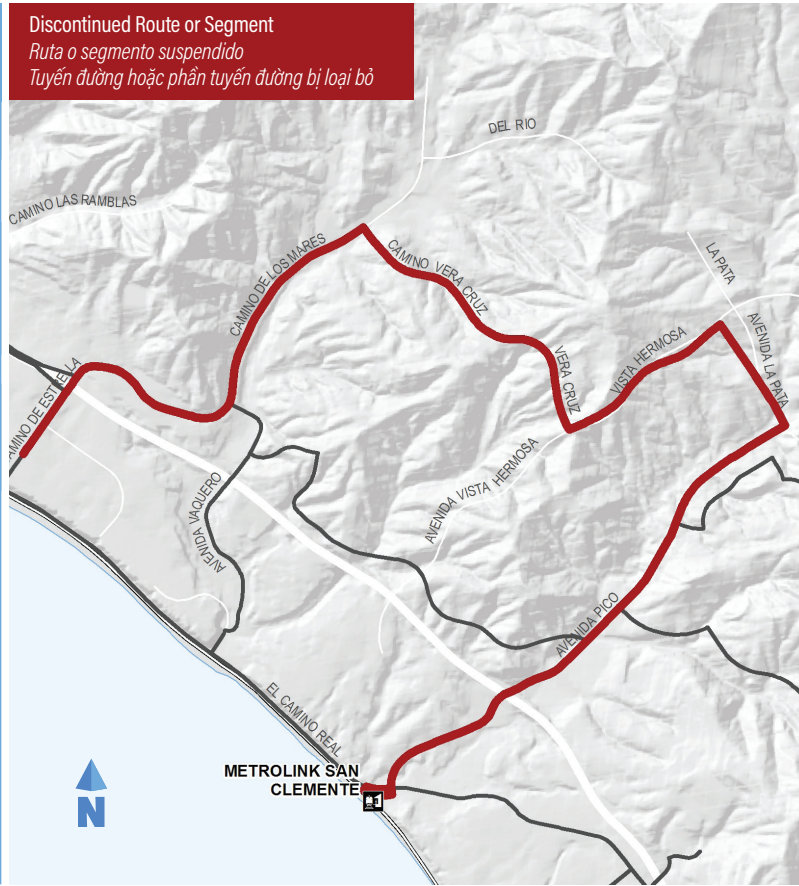 Discontinued Route or Segment
Ruta o segmento suspendido
Tuyến đường hoặc phần tuyến đường bị loại bỏ
DEL RIO
CAMINO LAS RAMBLAS
CAMINO DE LOS MARES
CAMINO VERA CRUZ
LA PATA
AVENIDA LA PATA
VISTA HERMOSA
VERA CRUZ
CAMINO DE ESTRELLA
AVENIDA VISTA HERMOSA
AVENIDA VAQUERO
AVENIDA PICO
EL CAMINO REAL
METROLINK SAN
CLEMENTE
N